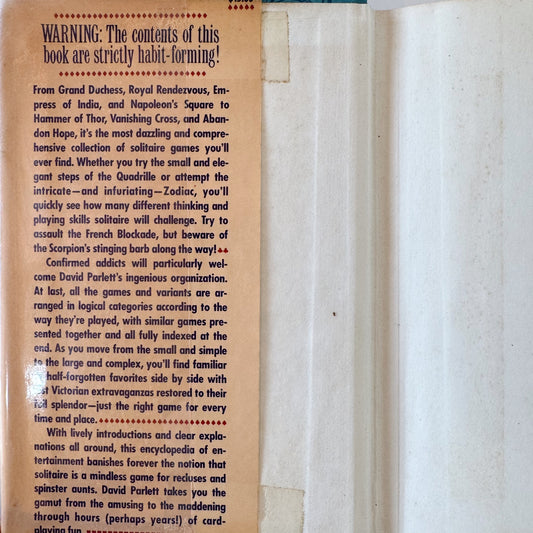 WARNING: The contents of this
book are strictly habit-forming!
From Grand Duchess, Royal Rendezvous, Em-
press of India, and Napoleon's Square to
Hammer of Thor, Vanishing Cross, and Aban-
don Hope, it's the most dazzling and compre-
hensive collection of solitaire games you'll
ever find. Whether you try the small and ele-
gant steps of the Quadrille or attempt the
intricate—and infuriating—Zodiac, you'll
quickly see how many different thinking and
playing skills solitaire will challenge. Try to
assault the French Blockade, but beware of
the Scorpion's stinging barb along the way!
Confirmed addicts will particularly wel-
come David Parlett's ingenious organization.
At last, all the games and variants are ar-
ranged in logical categories according to the
way they're played, with similar games pre-
sented together and all fully indexed at the
end. As you move from the small and simple
to the large and complex, you'll find familiar
half-forgotten favorites side by side with
Victorian extravaganzas restored to their
full splendor—just the right game for every
time and place.
With lively introductions and clear expla-
nations all around, this encyclopedia of en-
tertainment banishes forever the notion that
solitaire is a mindless game for recluses and
spinster aunts. David Parlett takes you the
gamut from the amusing to the maddening
through hours (perhaps years!) of card-
playing fun.